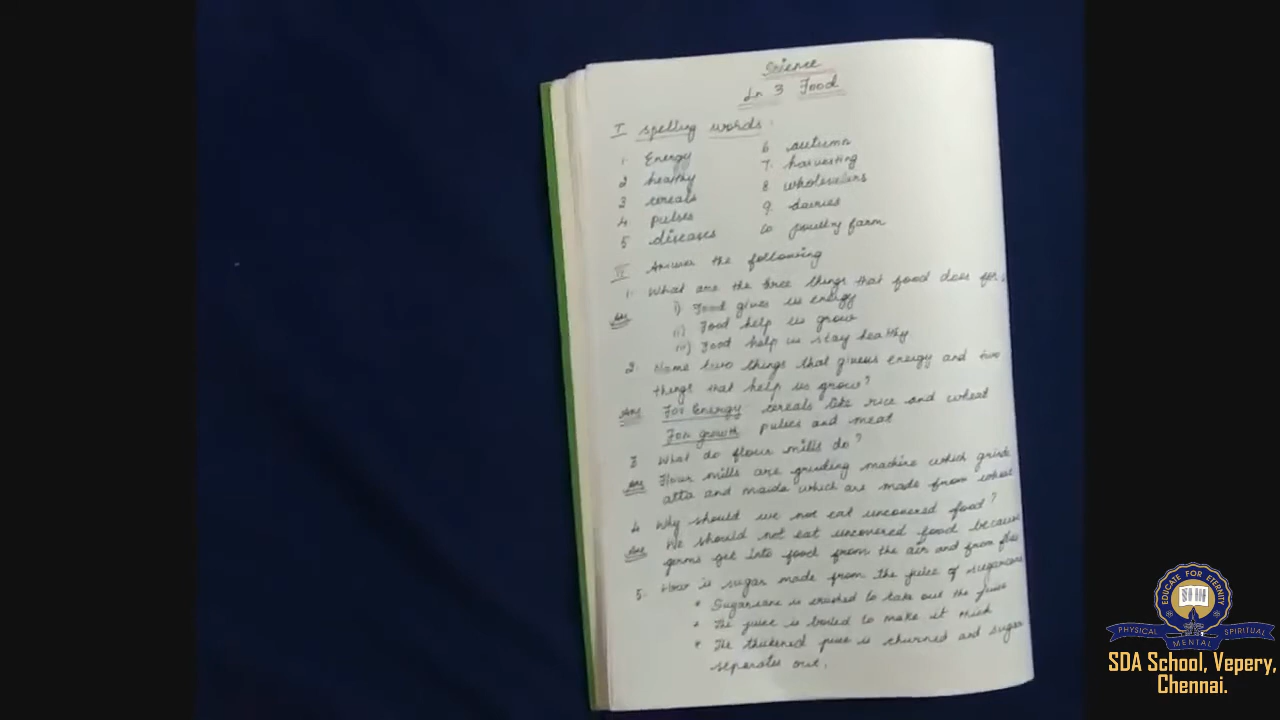 Science
Ln 3 Food
I spelling words:
1 Energy
2 healthy
3 cereals
4 pulses
5 diseases
6 autumn
7. harvesting
8 wholesalers
9. dairies
10 poultry farm
II Answer the following
1. What are the three things that food does for
Ans i) Food gives us energy
ii) Food help us grow
iii) Food help us stay healthy
2. Name two things that gives energy and two
things that help us grow?
Ans For Energy cereals like rice and wheat
For growth pulses and meat
3 What do flour mills do?
Ans Flour mills are grinding machine which grinds
atta and maida which are made from wheat
4 Why should we not eat uncovered food?
Ans We should not eat uncovered food because
germs get into food from the air and from flies
5. How is sugar made from the juice of sugarcane
* Sugarcane is crushed to take out the juice
* The juice is boiled to make it thick
* The thickened juice is churned and sugar
separates out.
EDUCATE FOR ETERNITY
PHYSICAL MENTAL SPIRITUAL
SDA School, Vepery,
Chennai.